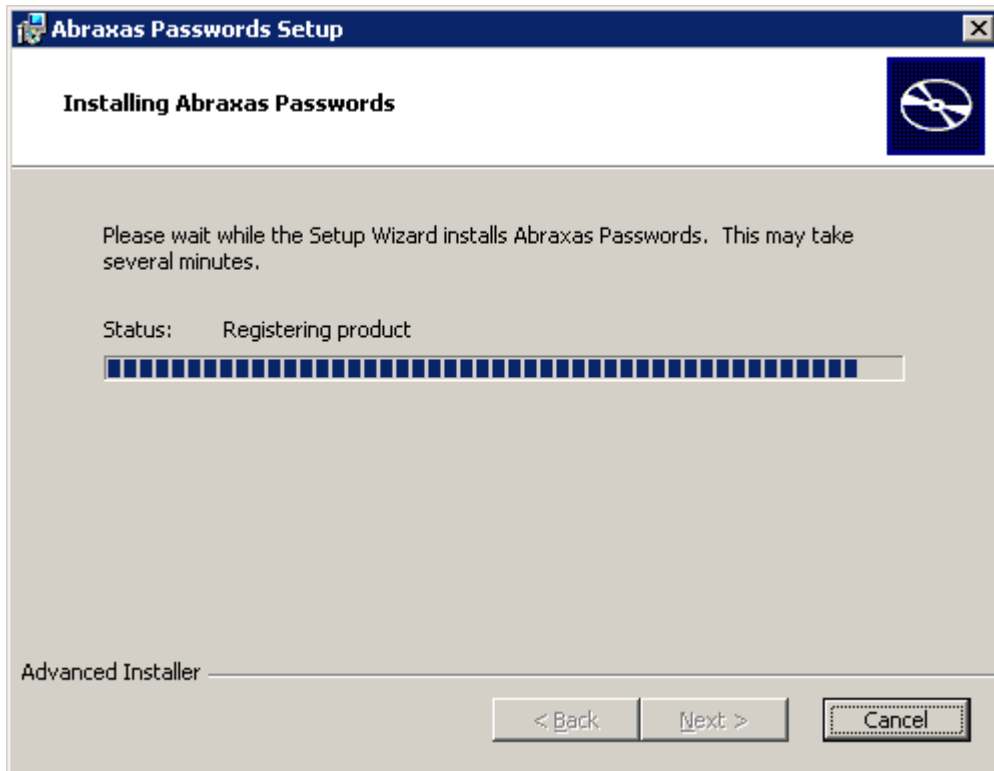 Abraxas Passwords Setup
Installing Abraxas Passwords
Please wait while the Setup Wizard installs Abraxas Passwords. This may take
several minutes.
Status: Registering product
Advanced Installer
< Back Next > Cancel